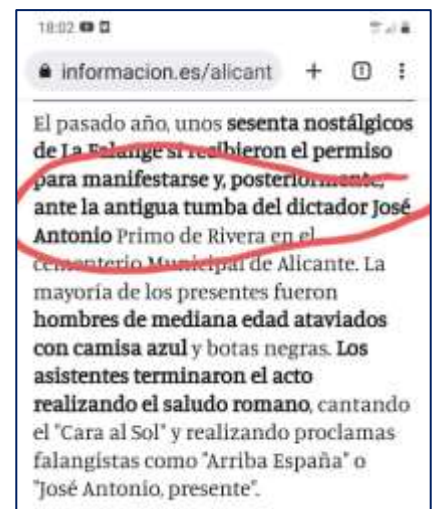 18:02
informacion.es/alicant + 1
El pasado año, unos sesenta nostálgicos
de La Falange si recibieron el permiso
para manifestarse y, posteriormente,
ante la antigua tumba del dictador José
Antonio Primo de Rivera en el
cementerio Municipal de Alicante. La
mayoría de los presentes fueron
hombres de mediana edad ataviados
con camisa azul y botas negras. Los
asistentes terminaron el acto
realizando el saludo romano, cantando
el "Cara al Sol" y realizando proclamas
falangistas como "Arriba España" o
"José Antonio, presente".